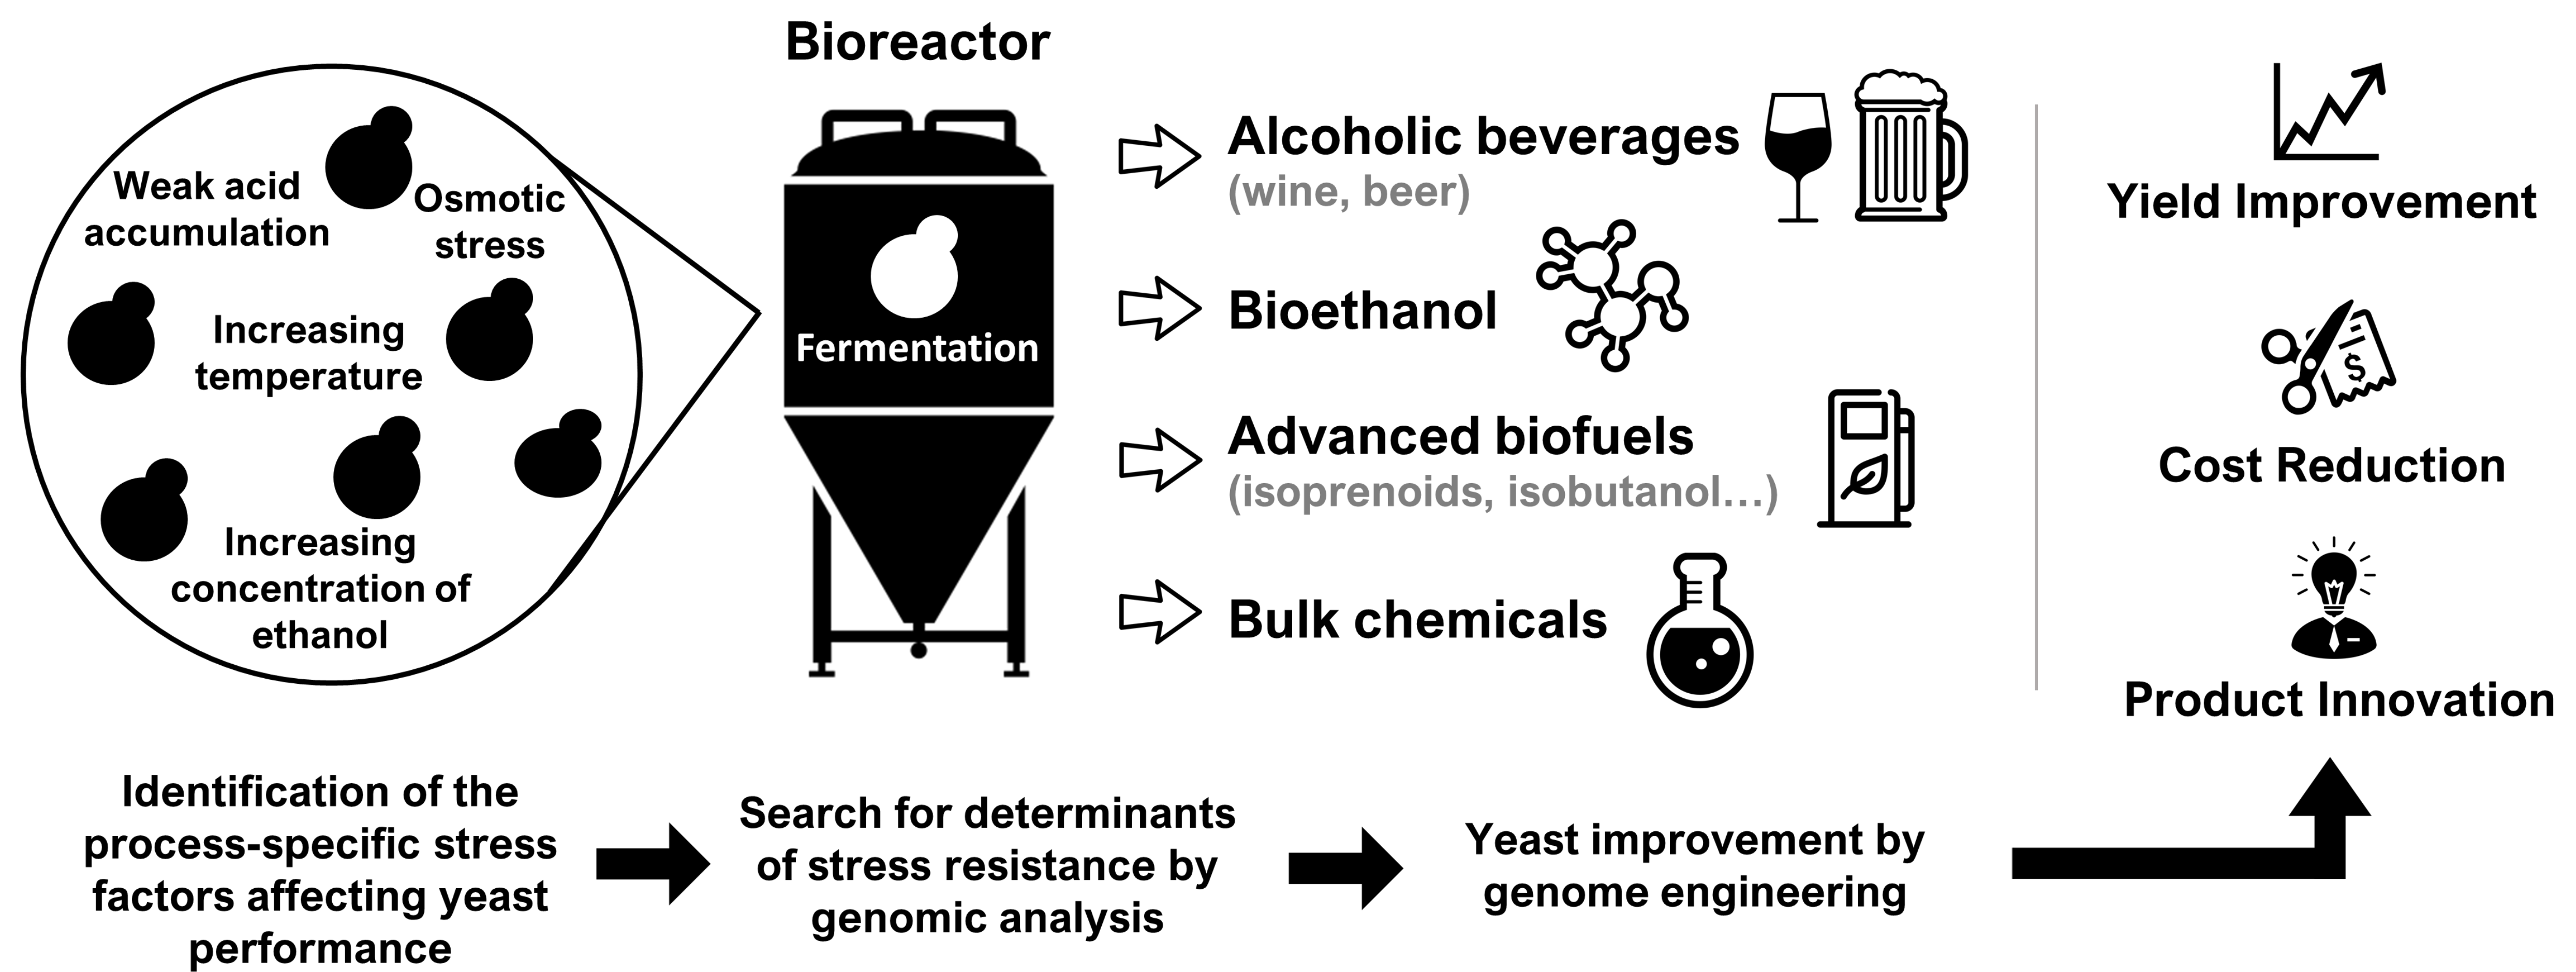 Bioreactor
Weak acid
accumulation
Osmotic
stress
Increasing
temperature
Increasing
concentration of
ethanol
Fermentation
Alcoholic beverages
(wine, beer)
Bioethanol
Advanced biofuels
(isoprenoids, isobutanol...)
Bulk chemicals
Yield Improvement
$
Cost Reduction
Product Innovation
Identification of the
process-specific stress
factors affecting yeast
performance
Search for determinants
of stress resistance by
genomic analysis
Yeast improvement by
genome engineering